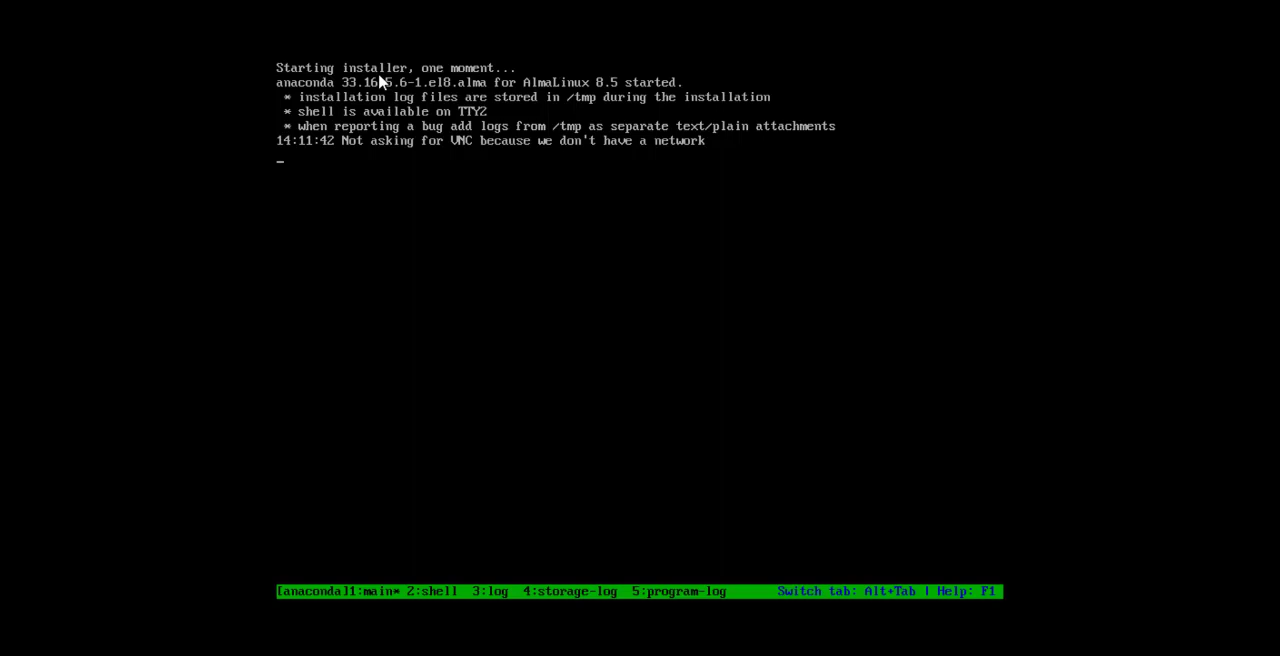 Starting installer, one moment...
anaconda 33.16.5.6-1.el8.alma for AlmaLinux 8.5 started.
* installation log files are stored in /tmp during the installation
* shell is available on TTY2
* when reporting a bug add logs from /tmp as separate text/plain attachments
14:11:42 Not asking for VNC because we don't have a network
[anaconda]1:main* 2:shell  3:log  4:storage-log  5:program-log Switch tab: Alt+Tab | Help: F1